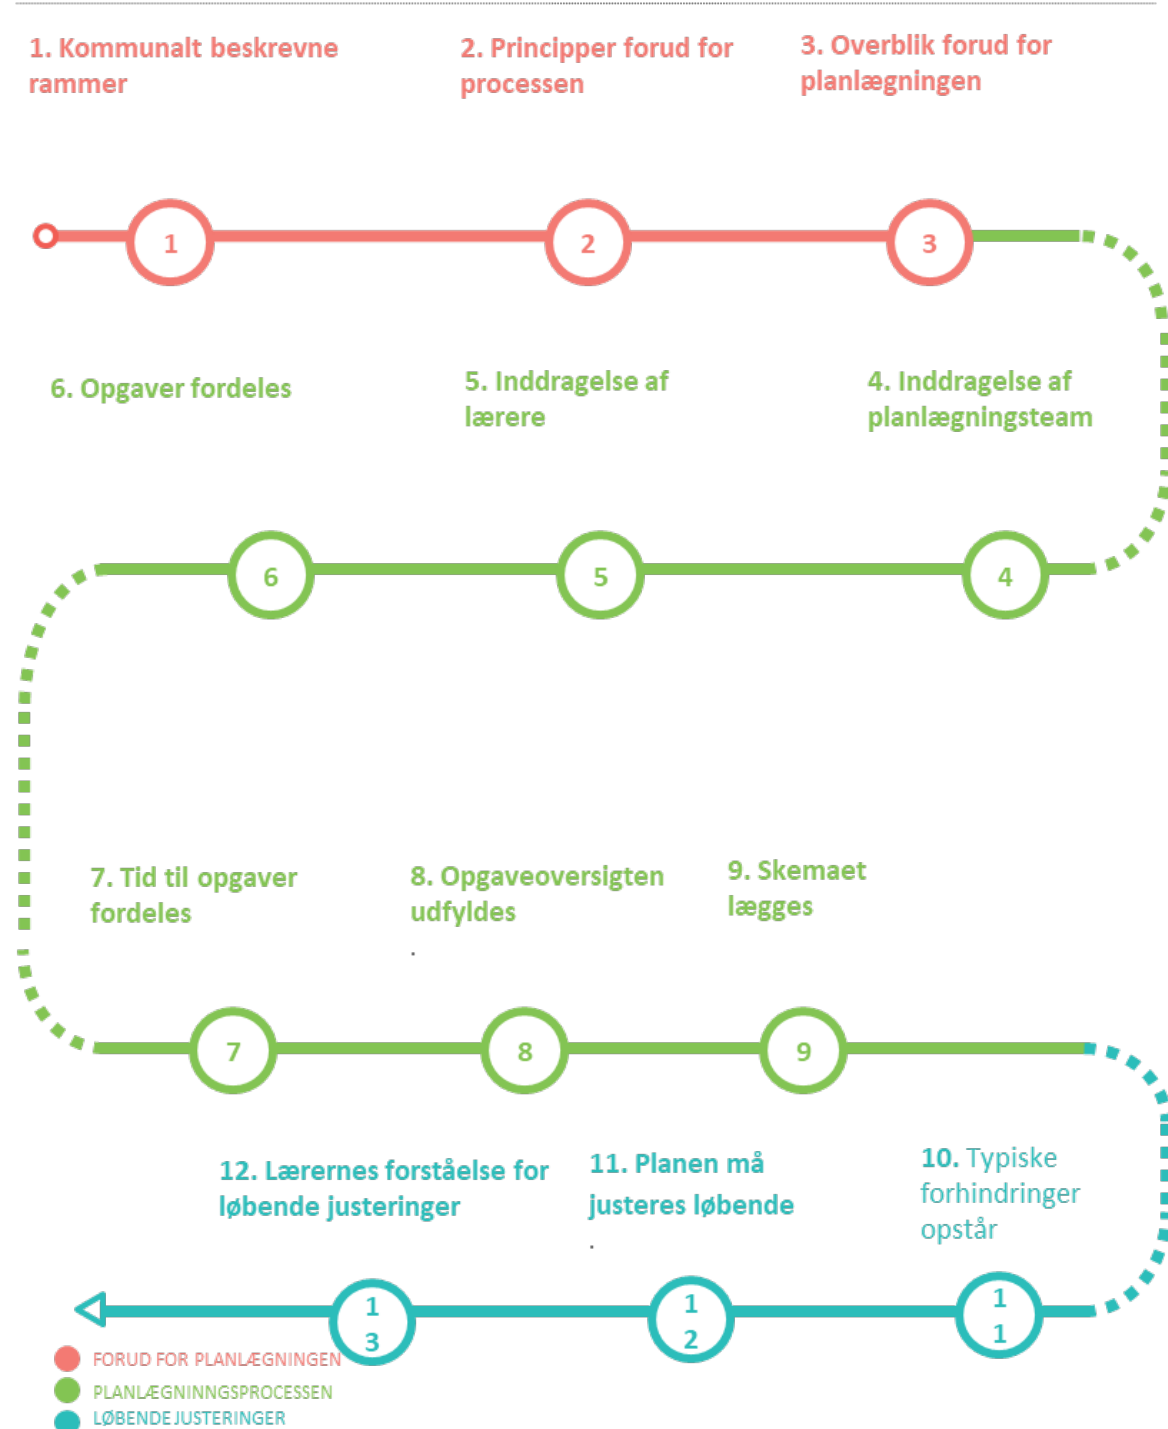 1. Kommunalt beskrevne
rammer
2. Principper forud for
processen
3. Overblik forud for
planlægningen
1
2
3
6. Opgaver fordeles
5. Inddragelse af
lærere
4. Inddragelse af
planlægningsteam
6
5
4
7. Tid til opgaver
fordeles
8. Opgaveoversigten
udfyldes
.
9. Skemaet
lægges
7
8
9
12. Lærernes forståelse for
løbende justeringer
11. Planen må
justeres løbende
.
10. Typiske
forhindringer
opstår
1
3
1
2
1
1
FORUD FOR PLANLÆGNINGEN
PLANLÆGNINNGSPROCESSEN
LØBENDE JUSTERINGER